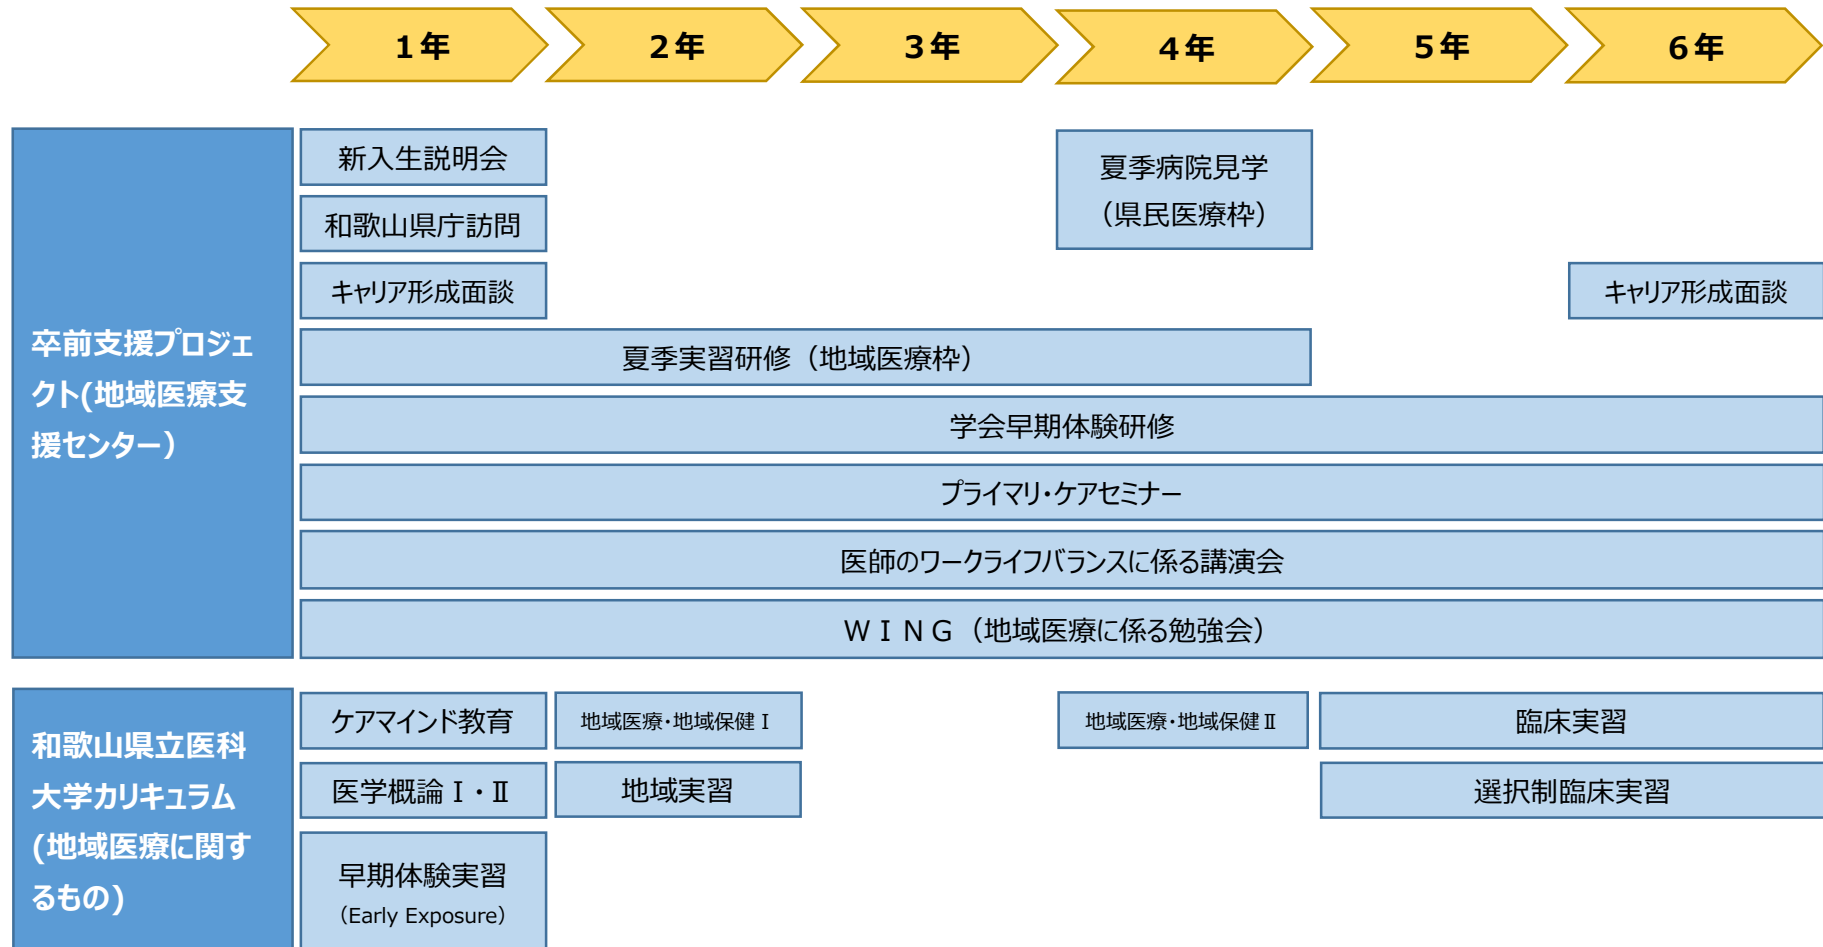 1年
2年
3年
4年
5年
6年
卒前支援プロジェ
クト(地域医療支
援センター）
新入生説明会
和歌山県庁訪問
キャリア形成面談
夏季病院見学
（県民医療枠）
キャリア形成面談
夏季実習研修（地域医療枠）
学会早期体験研修
プライマリ・ケアセミナー
医師のワークライフバランスに係る講演会
ＷＩＮＧ（地域医療に係る勉強会）
和歌山県立医科
大学カリキュラム
(地域医療に関す
るもの)
ケアマインド教育
地域医療・地域保健Ⅰ
地域医療・地域保健Ⅱ
臨床実習
医学概論Ⅰ・Ⅱ
地域実習
選択制臨床実習
早期体験実習
（Early Exposure）